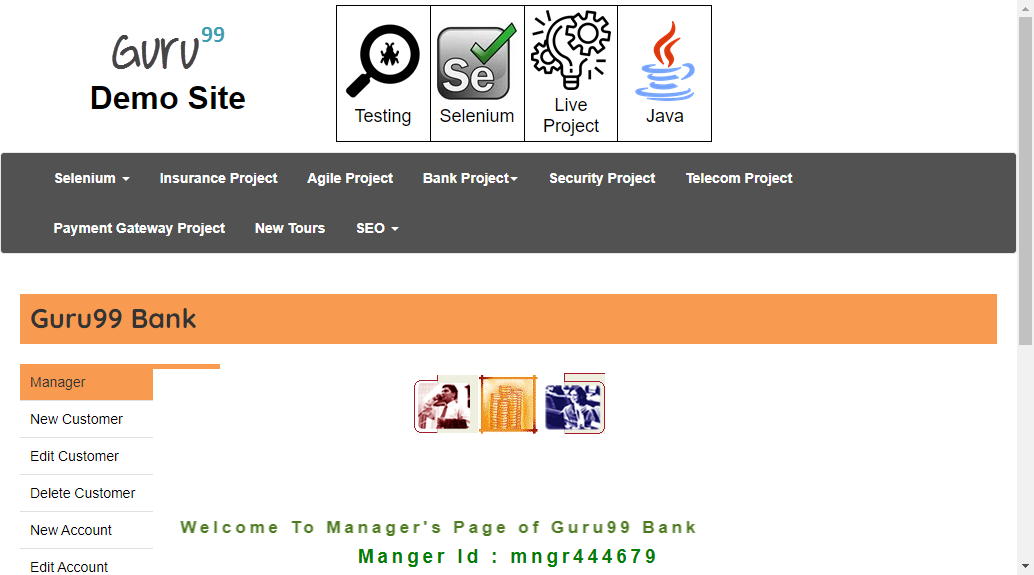 Guru99
Demo Site
Testing
Se
Selenium
Live
Project
Java
Selenium Insurance Project Agile Project Bank Project Security Project Telecom Project
Payment Gateway Project New Tours SEO
Guru99 Bank
Manager
New Customer
Edit Customer
Delete Customer
New Account
Edit Account
Welcome To Manager's Page of Guru99 Bank
Manger Id : mngr444679